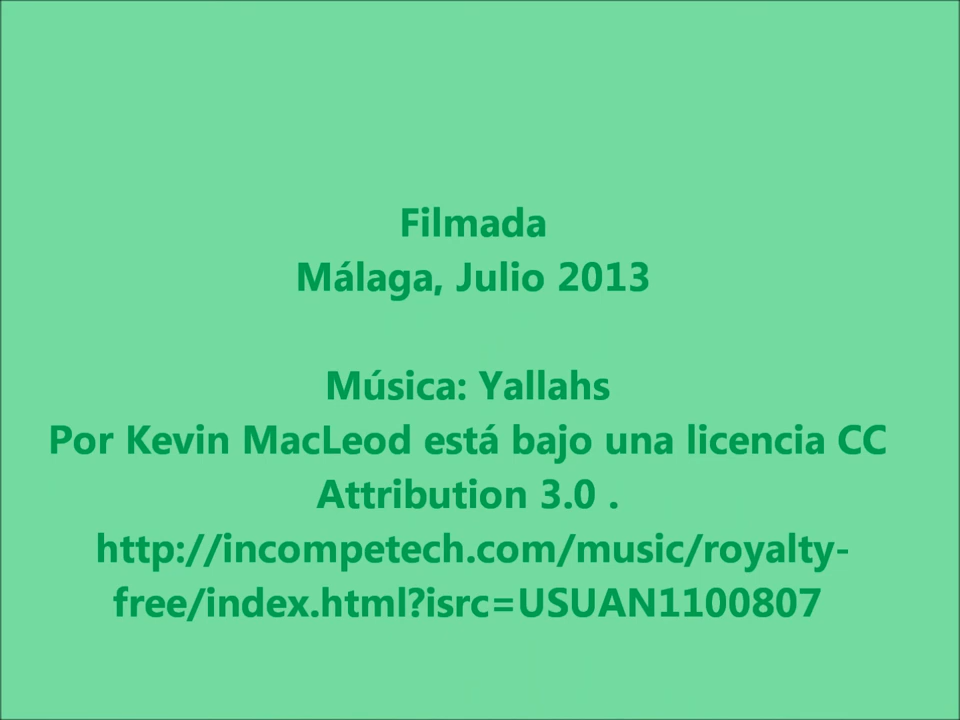 Filmada
Málaga, Julio 2013
Música: Yallahs
Por Kevin MacLeod está bajo una licencia CC
Attribution 3.0 .
http://incompetech.com/music/royalty-
free/index.html?isrc=USUAN1100807